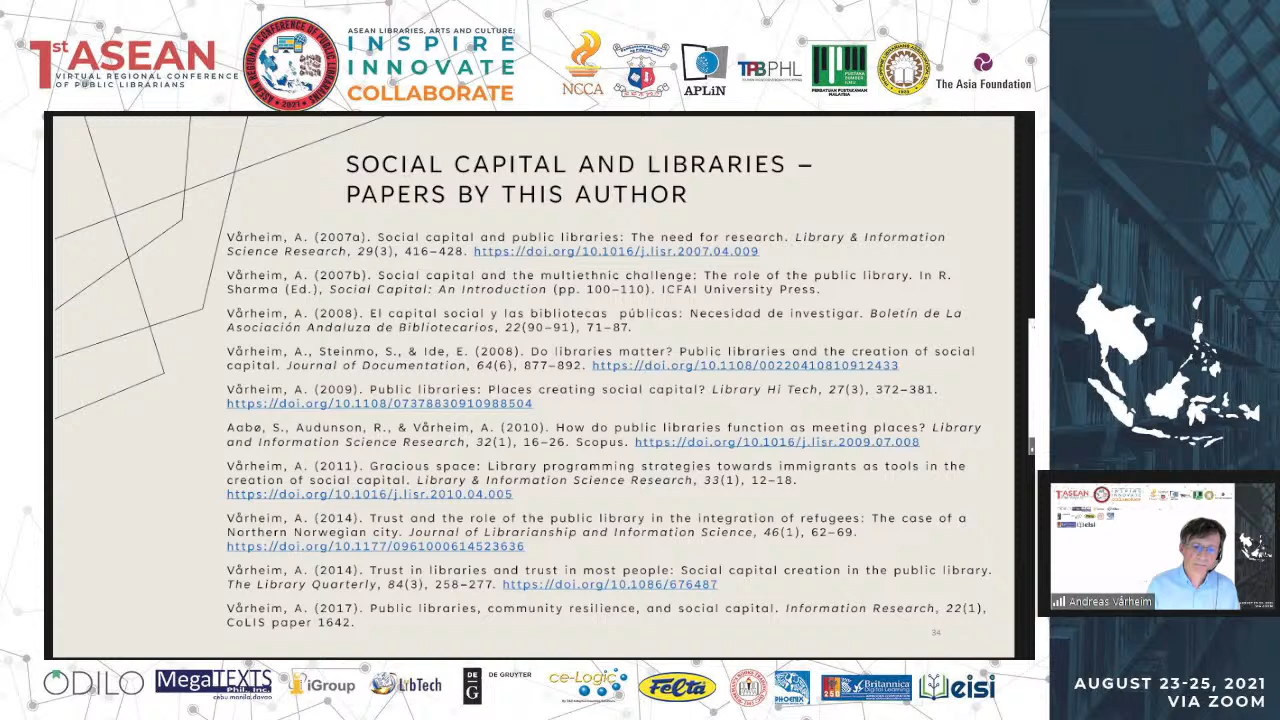 1st ASEAN
VIRTUAL REGIONAL CONFERENCE
OF PUBLIC LIBRARIANS
2021
ASEAN LIBRARIES, ARTS AND CULTURE:
INSPIRE
INNOVATE
COLLABORATE
NCCA
APLiN
TPBPHL
PERSATUAN PUSTAKAWAN
MALAYSIA
The Asia Foundation
SOCIAL CAPITAL AND LIBRARIES –
PAPERS BY THIS AUTHOR
Vårheim, A. (2007a). Social capital and public libraries: The need for research. Library & Information
Science Research, 29(3), 416–428. https://doi.org/10.1016/j.lisr.2007.04.009
Vårheim, A. (2007b). Social capital and the multiethnic challenge: The role of the public library. In R.
Sharma (Ed.), Social Capital: An Introduction (pp. 100–110). ICFAI University Press.
Vårheim, A. (2008). El capital social y las bibliotecas públicas: Necesidad de investigar. Boletín de La
Asociación Andaluza de Bibliotecarios, 22(90–91), 71–87.
Vårheim, A., Steinmo, S., & Ide, E. (2008). Do libraries matter? Public libraries and the creation of social
capital. Journal of Documentation, 64(6), 877–892. https://doi.org/10.1108/00220410810912433
Vårheim, A. (2009). Public libraries: Places creating social capital? Library Hi Tech, 27(3), 372–381.
https://doi.org/10.1108/07378830910988504
Aabø, S., Audunson, R., & Vårheim, A. (2010). How do public libraries function as meeting places? Library
and Information Science Research, 32(1), 16–26. Scopus. https://doi.org/10.1016/j.lisr.2009.07.008
Vårheim, A. (2011). Gracious space: Library programming strategies towards immigrants as tools in the
creation of social capital. Library & Information Science Research, 33(1), 12–18.
https://doi.org/10.1016/j.lisr.2010.04.005
Vårheim, A. (2014). Trust and the role of the public library in the integration of refugees: The case of a
Northern Norwegian city. Journal of Librarianship and Information Science, 46(1), 62–69.
https://doi.org/10.1177/0961000614523636
Vårheim, A. (2014). Trust in libraries and trust in most people: Social capital creation in the public library.
The Library Quarterly, 84(3), 258–277. https://doi.org/10.1086/676487
Vårheim, A. (2017). Public libraries, community resilience, and social capital. Information Research, 22(1),
CoLIS paper 1642.
34
Andreas Vårheim
ODILO
MegaTEXTS
Phil., Inc.
cebu.manila.davao
iGroup
LibTech
DE
G
DE GRUYTER
ce-Logic
FELTA
PHOENIX
250
Britannica
Digital Learning
eisi
AUGUST 23-25, 2021
VIA ZOOM